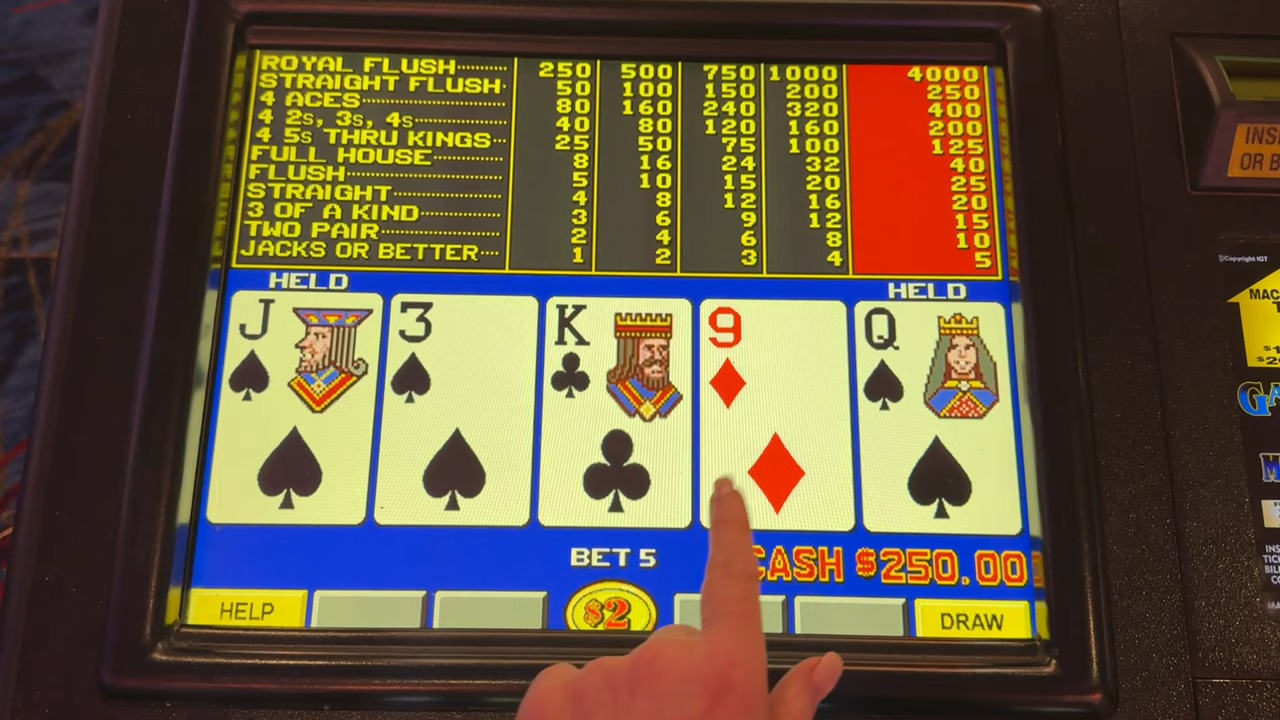 ROYAL FLUSH 250 500 750 1000 4000
STRAIGHT FLUSH 50 100 150 200 250
4 ACES 80 160 240 320 400
4 2s, 3s, 4s 40 80 120 160 200
4 5s THRU KINGS 25 50 75 100 125
FULL HOUSE 8 16 24 32 40
FLUSH 5 10 15 20 25
STRAIGHT 4 8 12 16 20
3 OF A KIND 3 6 9 12 15
TWO PAIR 2 4 6 8 10
JACKS OR BETTER 1 2 3 4 5
HELD HELD
J 3 K 9 Q
BET 5 CASH $250.00
HELP $2 DRAW
©Copyright IGT
OR B